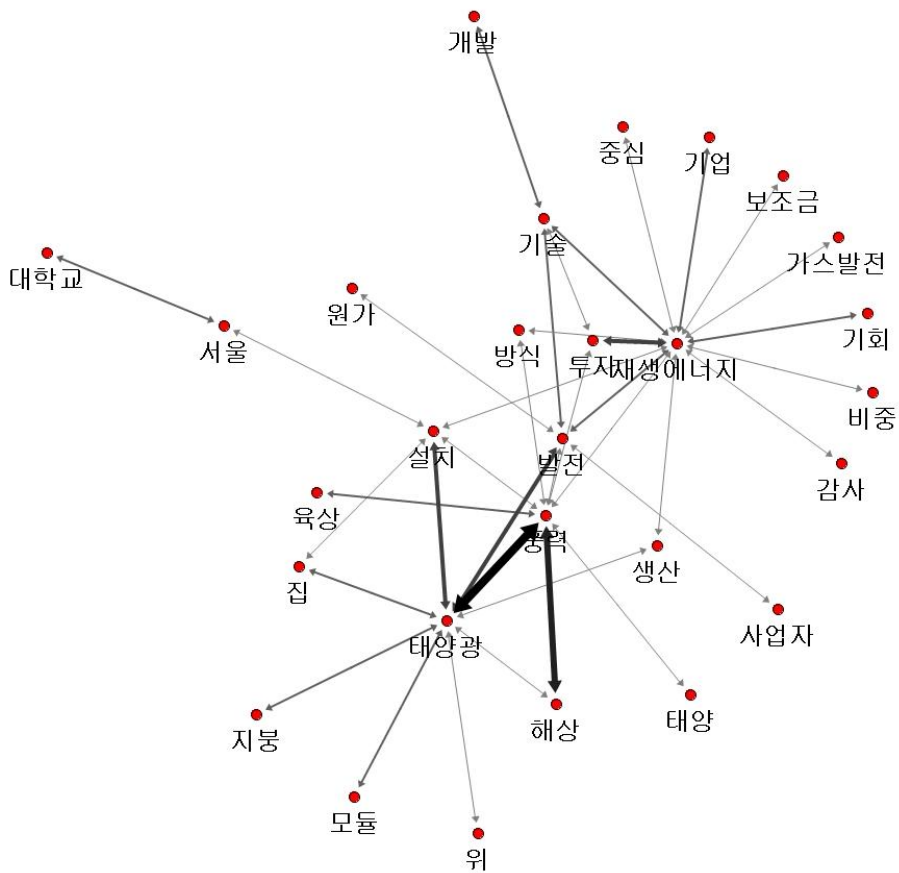 개발
중심
기업
보조금
기술
가스발전
대학교
원가
기회
서울
방식
투자
재생에너지
비중
설치
발전
감사
육상
풍력
생산
집
사업자
태양광
태양
해상
지붕
모듈
위